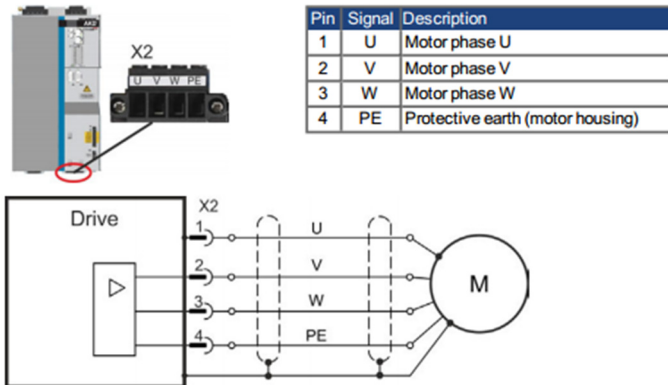 AKD
X2
U V W PE
Pin Signal Description
1 U Motor phase U
2 V Motor phase V
3 W Motor phase W
4 PE Protective earth (motor housing)
Drive
X2
1 U
2 V
3 W
4 PE
M